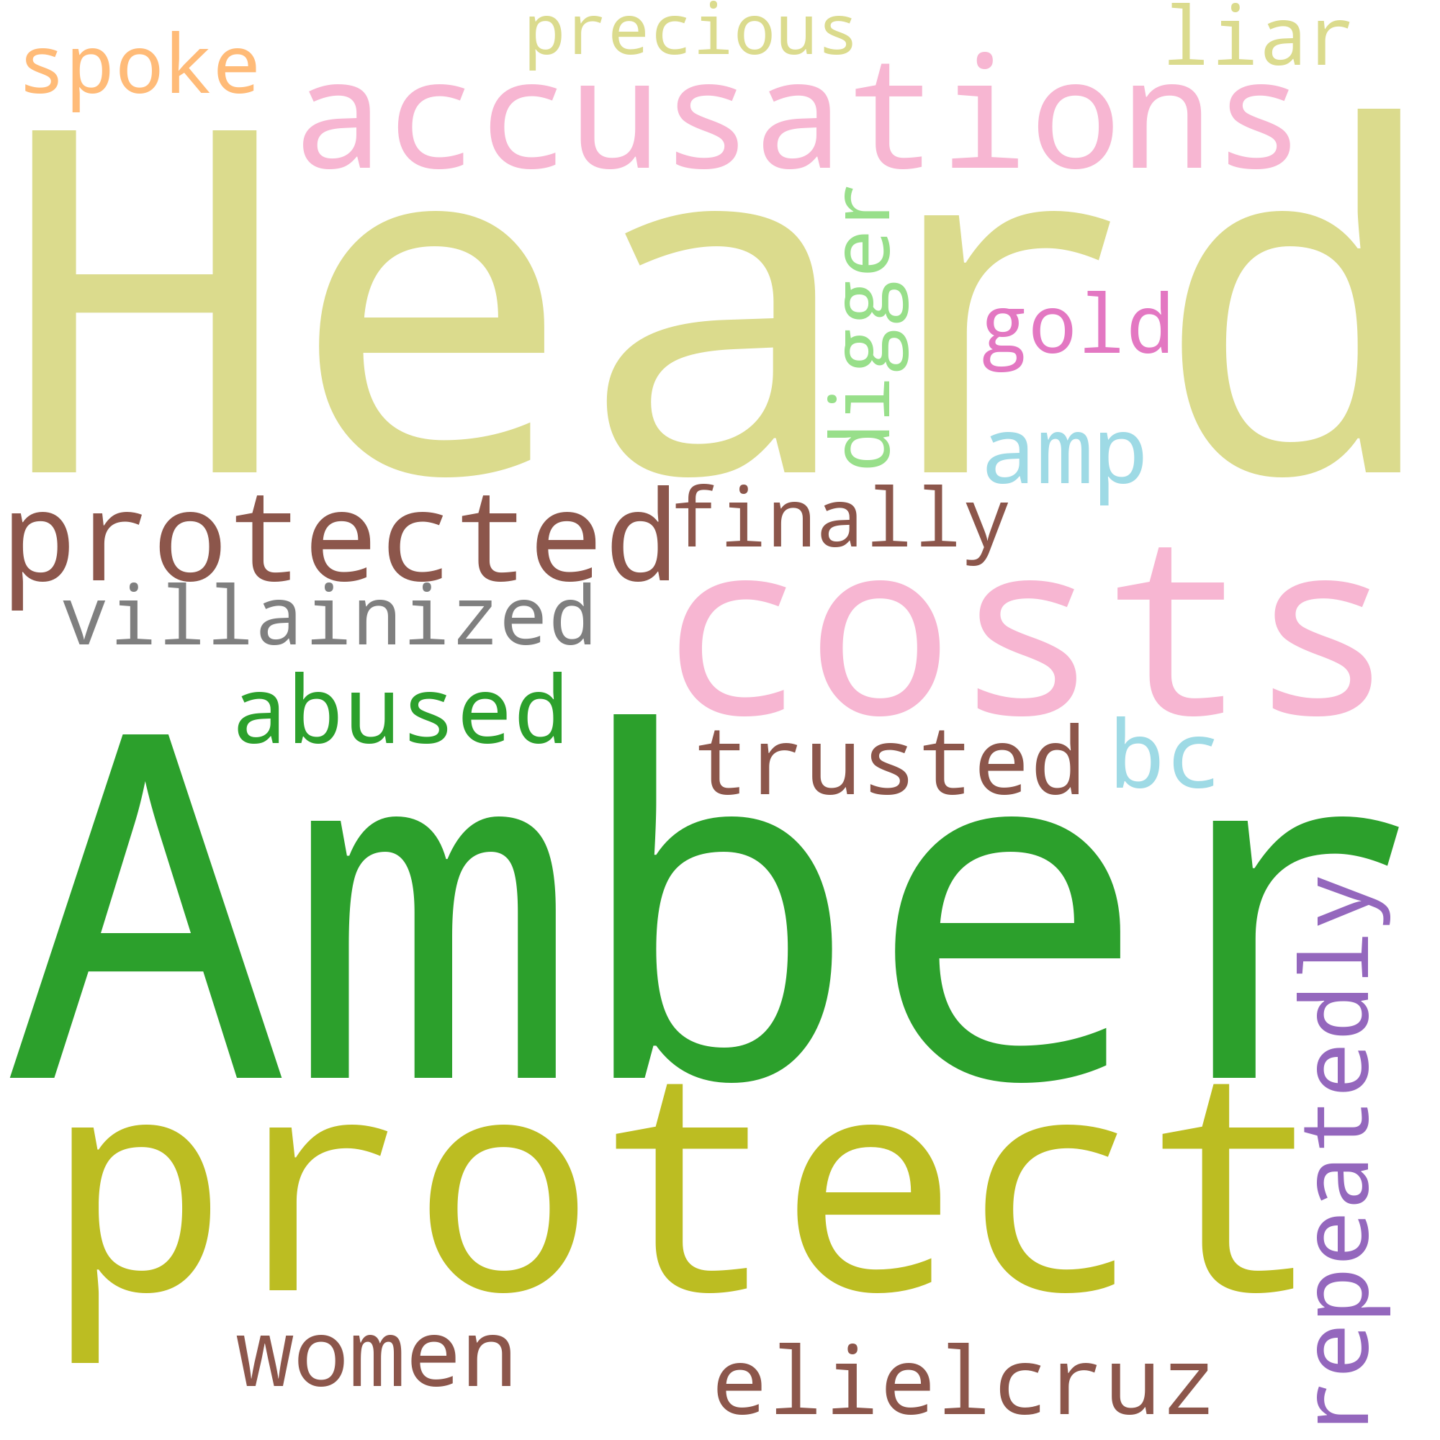 spoke
precious
liar
accusations
Heard
digger
gold
amp
protected
finally
villainized
costs
abused
trusted
bc
Amber
repeatedly
protect
women
elielcruz